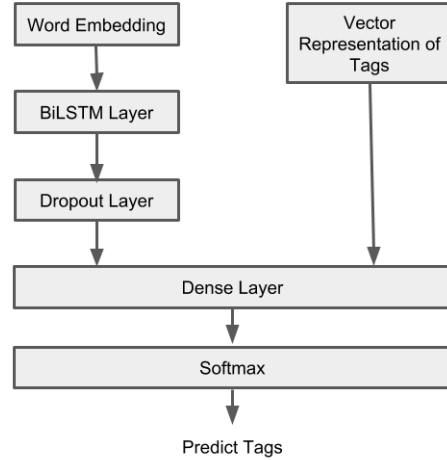 Word Embedding
Vector
Representation of
Tags
BiLSTM Layer
Dropout Layer
Dense Layer
Softmax
Predict Tags